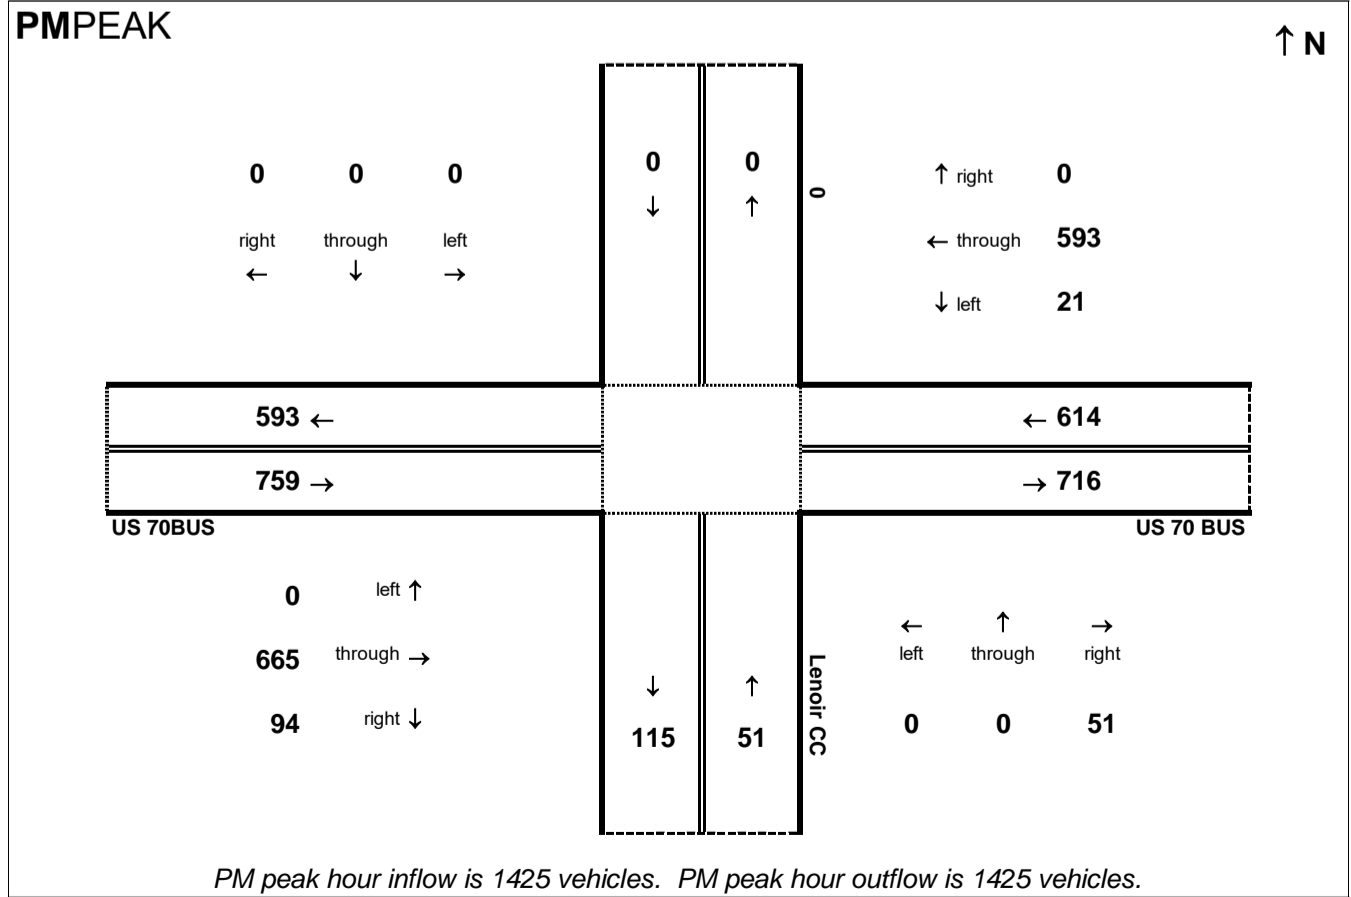 PMPEAK
↑ N
0 0 0
right through left
← ↓ →
0 0
↓ ↑
0
↑ right 0
← through 593
↓ left 21
593 ←
← 614
759 →
→ 716
US 70BUS
US 70 BUS
0 left ↑
665 through →
94 right ↓
↓ ↑
115 51
Lenoir CC
← ↑ →
left through right
0 0 51
PM peak hour inflow is 1425 vehicles. PM peak hour outflow is 1425 vehicles.